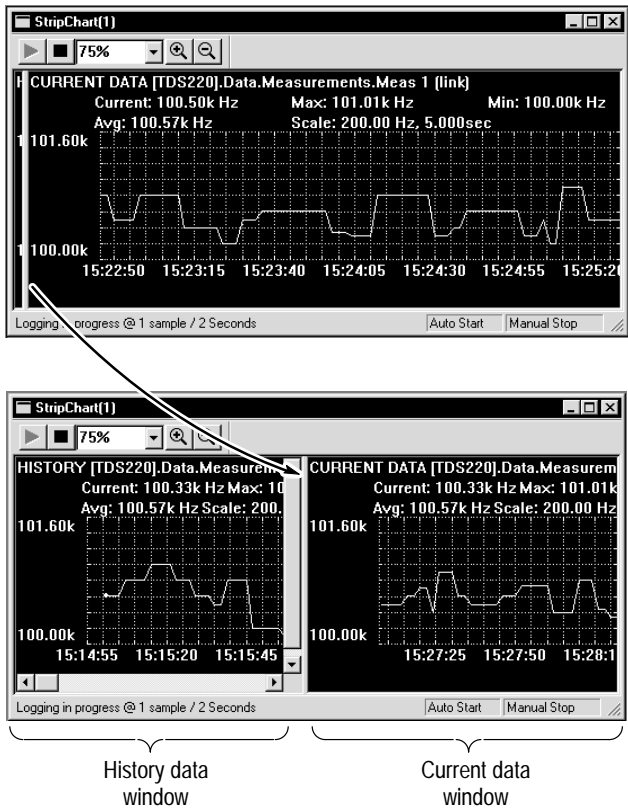 StripChart(1)
75%
H CURRENT DATA [TDS220].Data.Measurements.Meas 1 (link)
Current: 100.50k Hz Max: 101.01k Hz Min: 100.00k Hz
Avg: 100.57k Hz Scale: 200.00 Hz, 5.000sec
1 101.60k
1 100.00k
15:22:50 15:23:15 15:23:40 15:24:05 15:24:30 15:24:55 15:25:20
Logging in progress @ 1 sample / 2 Seconds Auto Start Manual Stop
StripChart(1)
75%
HISTORY [TDS220].Data.Measurem CURRENT DATA [TDS220].Data.Measurem
Current: 100.33k Hz Max: 10 Current: 100.33k Hz Max: 101.01k
Avg: 100.57k Hz Scale: 200. Avg: 100.57k Hz Scale: 200.00 Hz
101.60k 101.60k
100.00k 100.00k
15:14:55 15:15:20 15:15:45 15:27:25 15:27:50 15:28:1
Logging in progress @ 1 sample / 2 Seconds Auto Start Manual Stop
History data window
Current data window